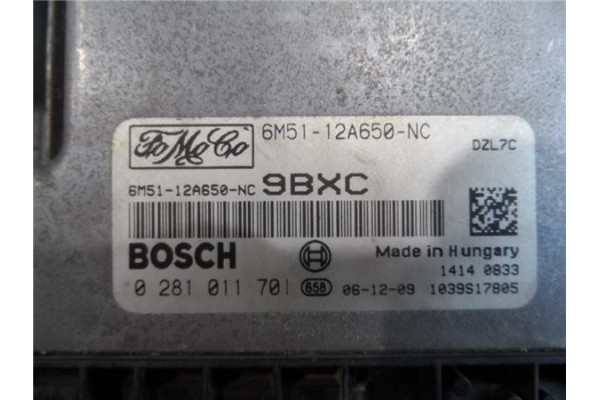 FoMoCo 6M51-12A650-NC DZL7C
6M51-12A650-NC 9BXC
BOSCH Made in Hungary
1414 0833
0 281 011 701 658 06-12-09 1039S17805